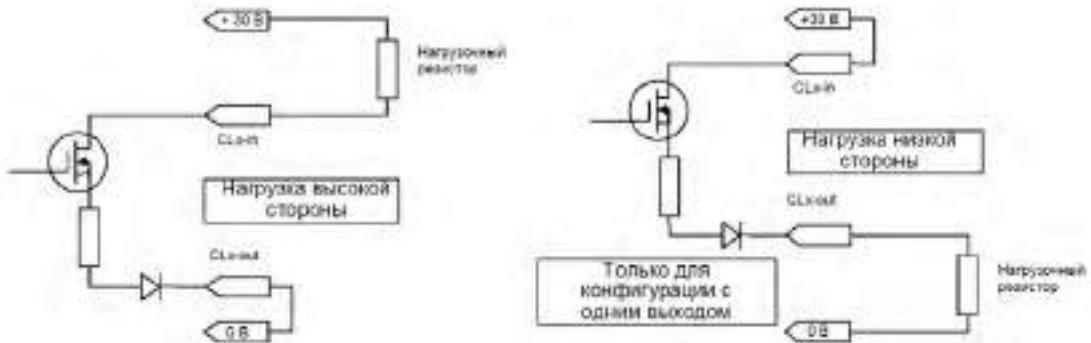 + 30 В
Нагрузочный
резистор
CLx-in
Нагрузка высокой
стороны
CLx-out
0 В
+30 В
CLx-in
Нагрузка низкой
стороны
CLx-out
Только для
конфигурации с
одним выходом
Нагрузочный
резистор
0 В